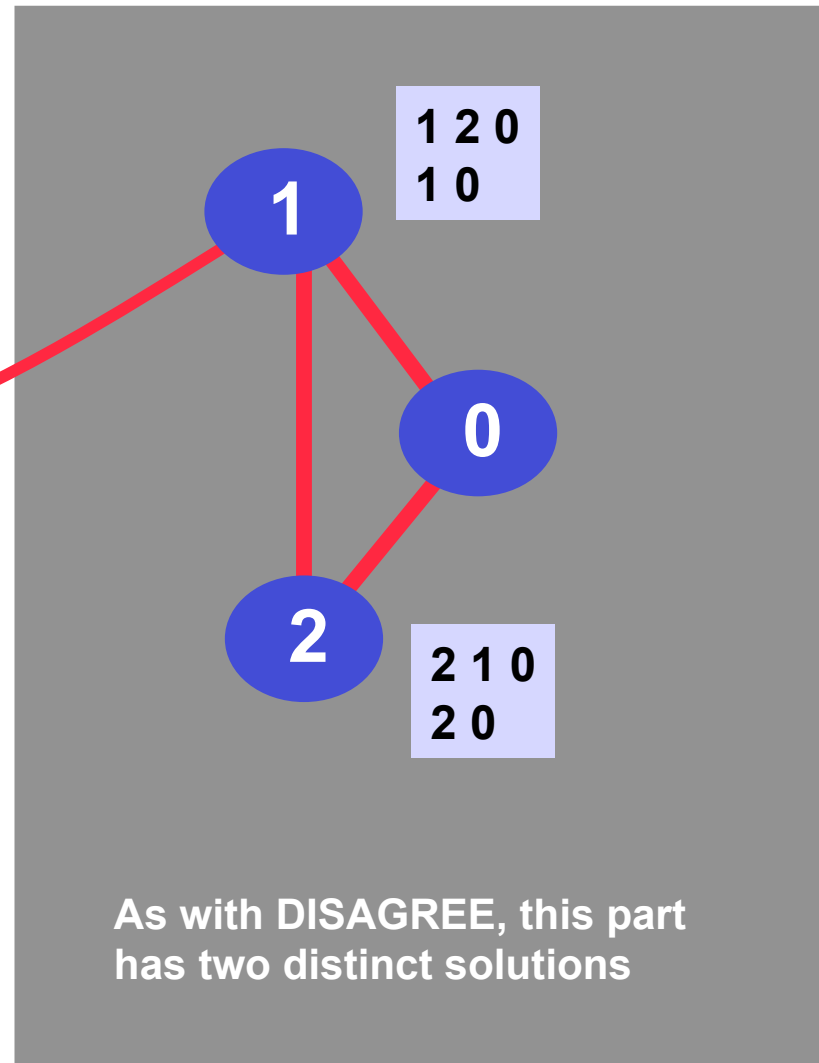 1 2 0
1 0
1
0
2
2 1 0
2 0
As with DISAGREE, this part
has two distinct solutions